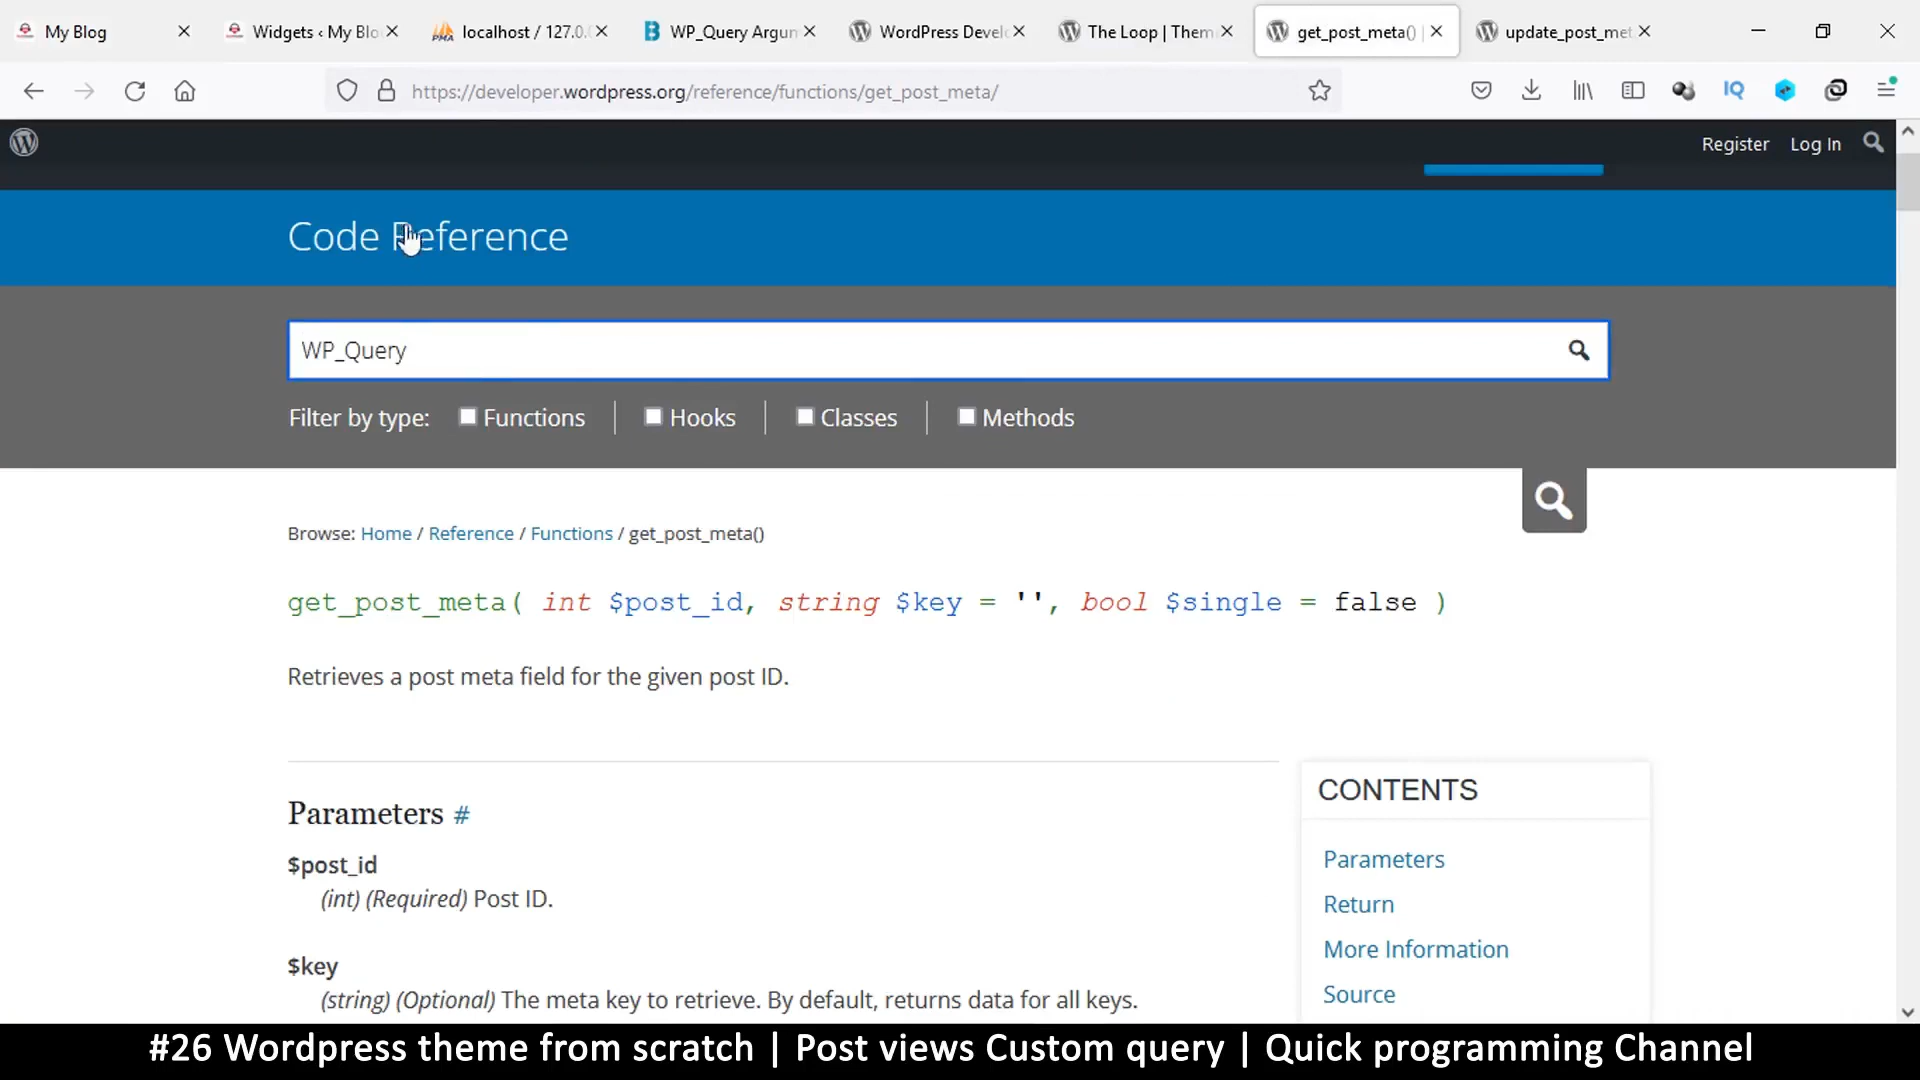 My Blog
Widgets ‹ My Blo
localhost / 127.0.
WP_Query Argun
WordPress Devel
The Loop | Them
get_post_meta() |
update_post_met
https://developer.wordpress.org/reference/functions/get_post_meta/
IQ
Register Log In
Code Reference
WP_Query
Filter by type: Functions Hooks Classes Methods
Browse: Home / Reference / Functions / get_post_meta()
get_post_meta( int $post_id, string $key = '', bool $single = false )
Retrieves a post meta field for the given post ID.
Parameters #
$post_id
(int) (Required) Post ID.
$key
(string) (Optional) The meta key to retrieve. By default, returns data for all keys.
CONTENTS
Parameters
Return
More Information
Source
#26 Wordpress theme from scratch | Post views Custom query | Quick programming Channel